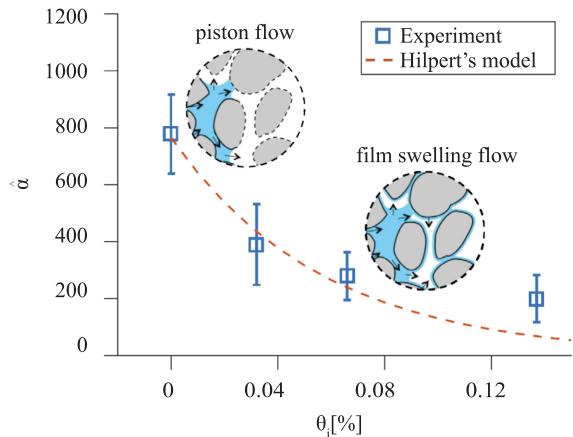 1200
piston flow
Experiment
Hilpert's model
1000
800
film swelling flow
600
α̂
400
200
0
0
0.04
0.08
0.12
θi[%]